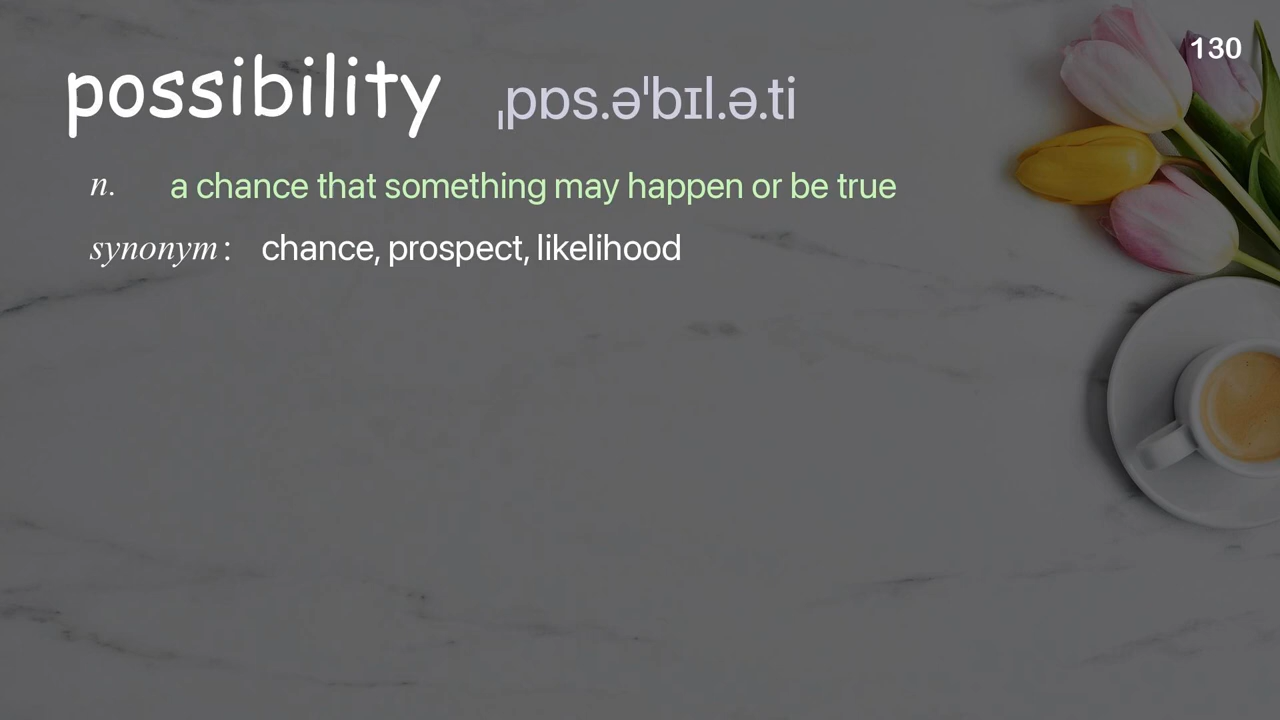 130
possibility ˌpɒs.əˈbɪl.ə.ti
n. a chance that something may happen or be true
synonym : chance, prospect, likelihood